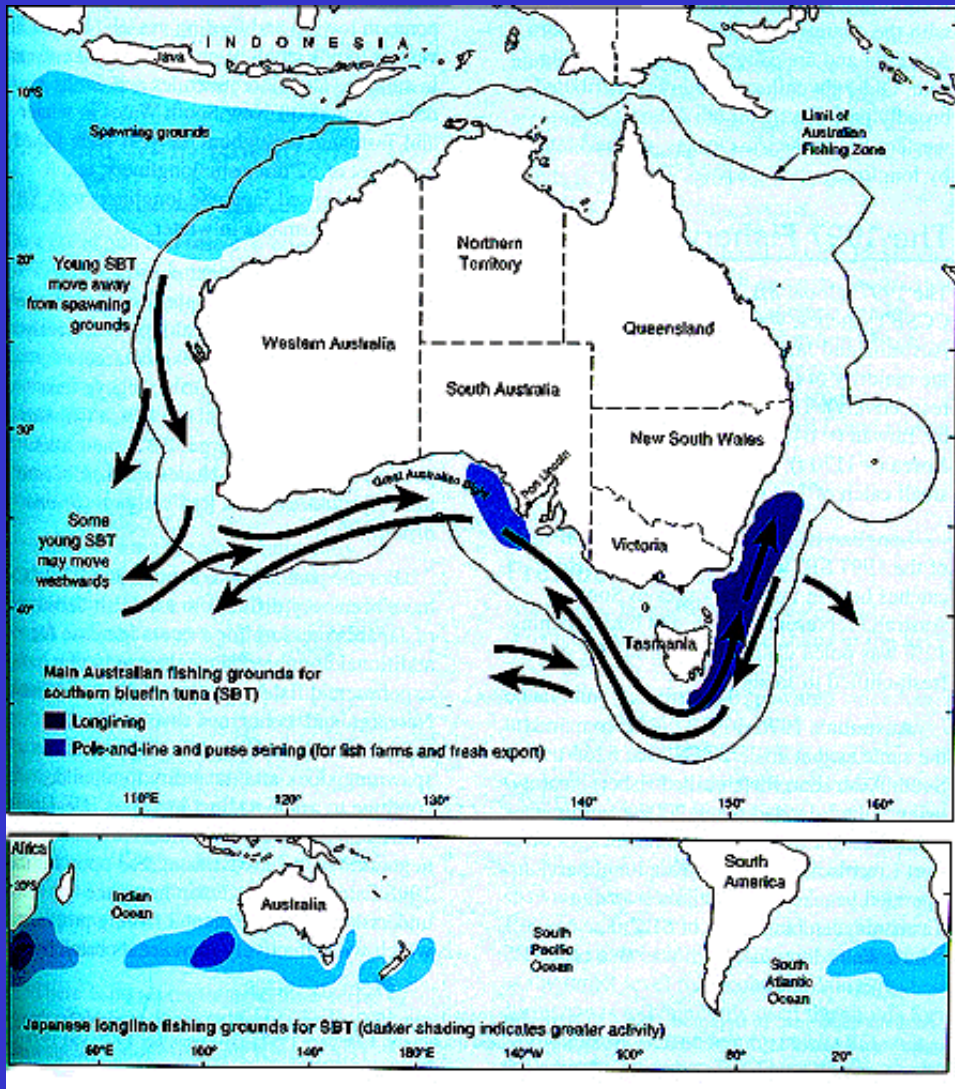 INDONESIA
Java
10°S
Spawning grounds
Limit of
Australian
Fishing Zone
20°
Young SBT
move away
from spawning
grounds
Northern
Territory
Western Australia
Queensland
South Australia
30°
New South Wales
Great Australian Bight
Port Lincoln
Some
young SBT
may move
westwards
Victoria
40°
Tasmania
Main Australian fishing grounds for
southern bluefin tuna (SBT)
Longlining
Pole-and-line and purse seining (for fish farms and fresh export)
110°E
120°
130°
140°
150°
160°
Africa
20°S
Indian
Ocean
Australia
South
Pacific
Ocean
South
America
South
Atlantic
Ocean
40°
Japanese longline fishing grounds for SBT (darker shading indicates greater activity)
60°E
100°
140°
180°E
140°W
100°
60°
20°